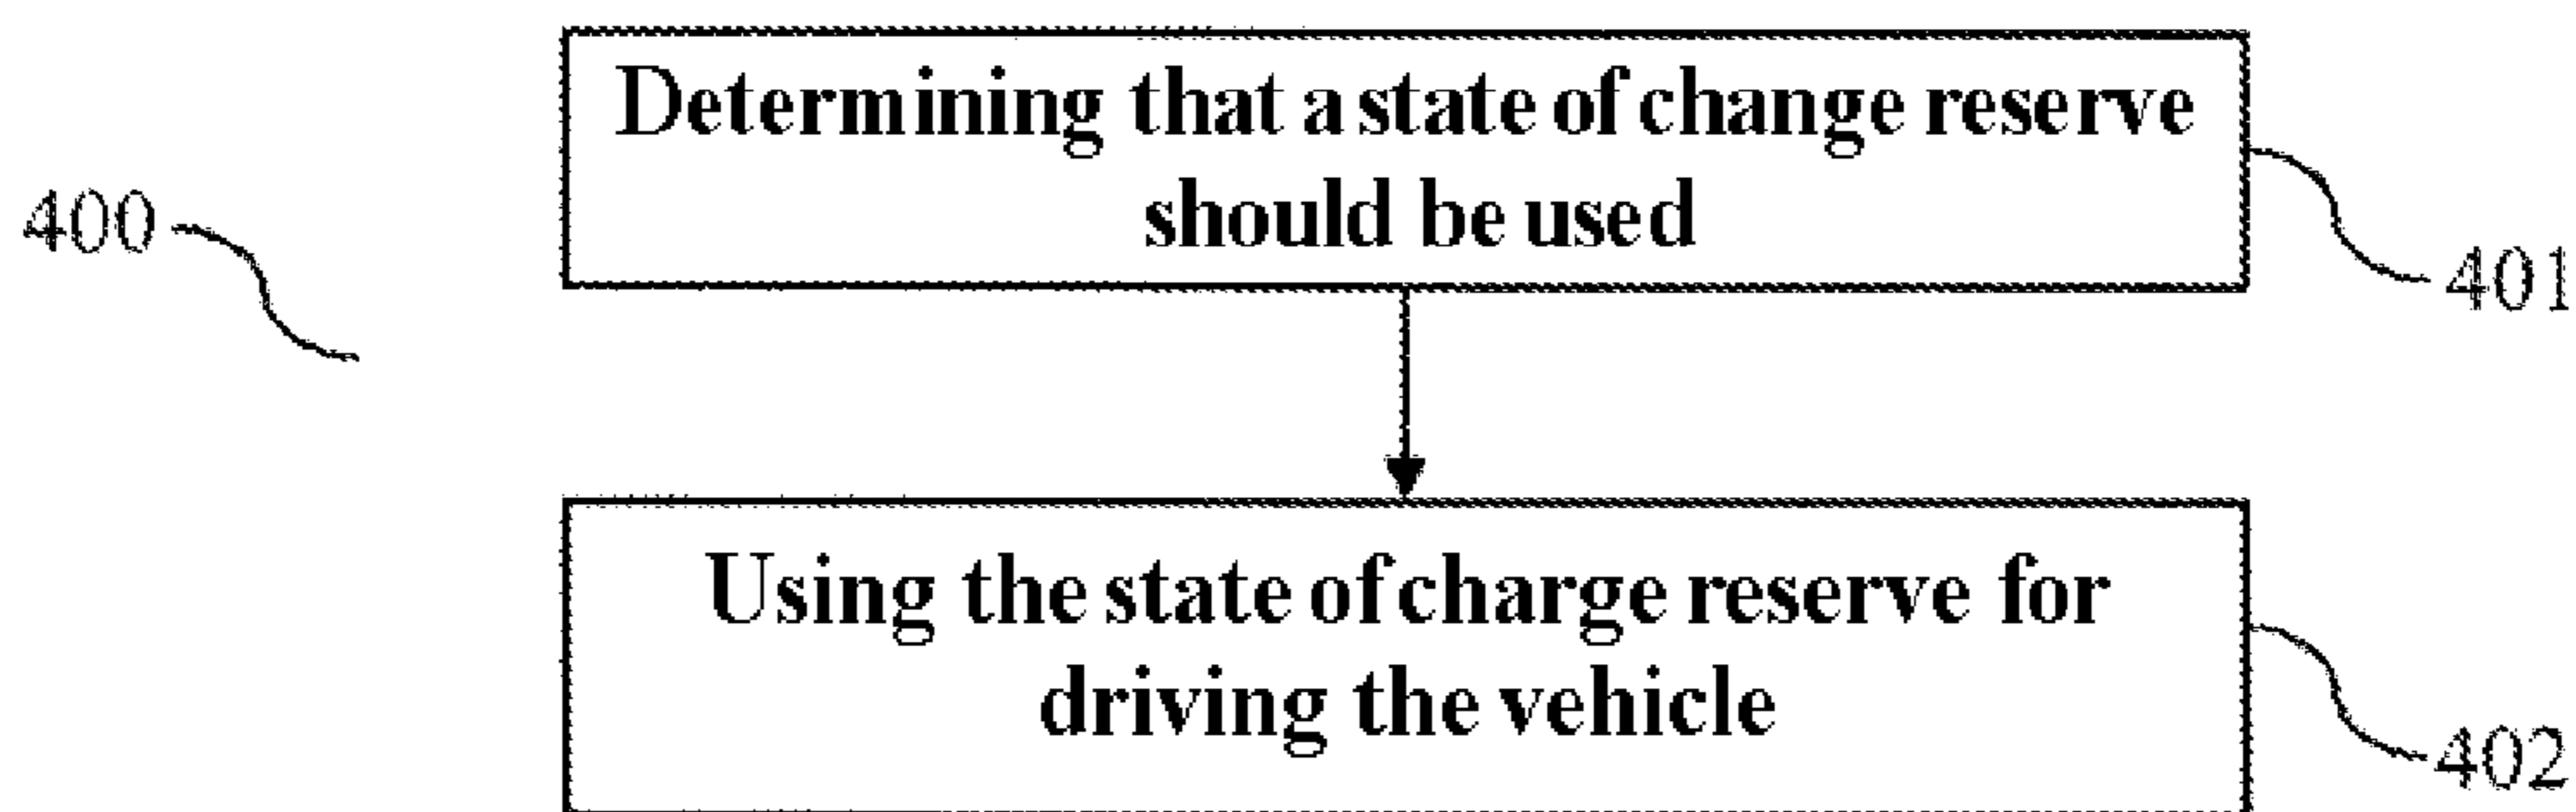 Determining that a state of change reserve
should be used
400
401
Using the state of charge reserve for
driving the vehicle
402